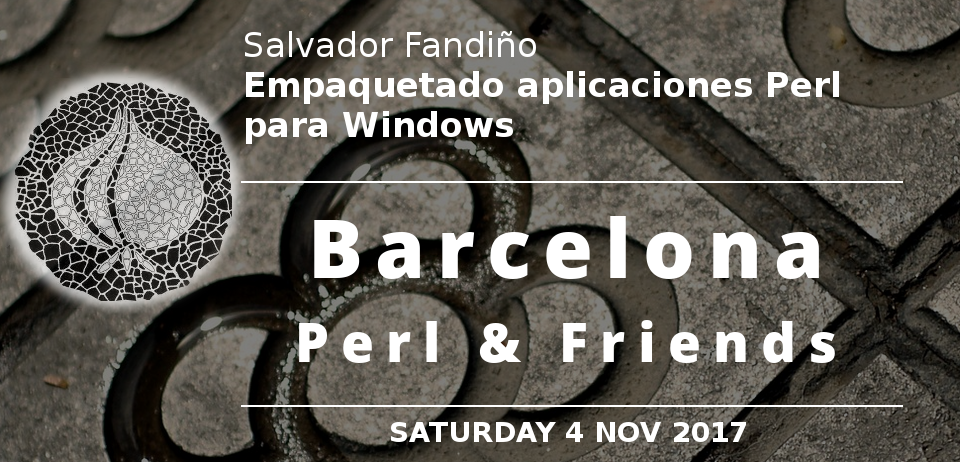 Salvador Fandiño
Empaquetado aplicaciones Perl
para Windows
Barcelona
Perl & Friends
SATURDAY 4 NOV 2017